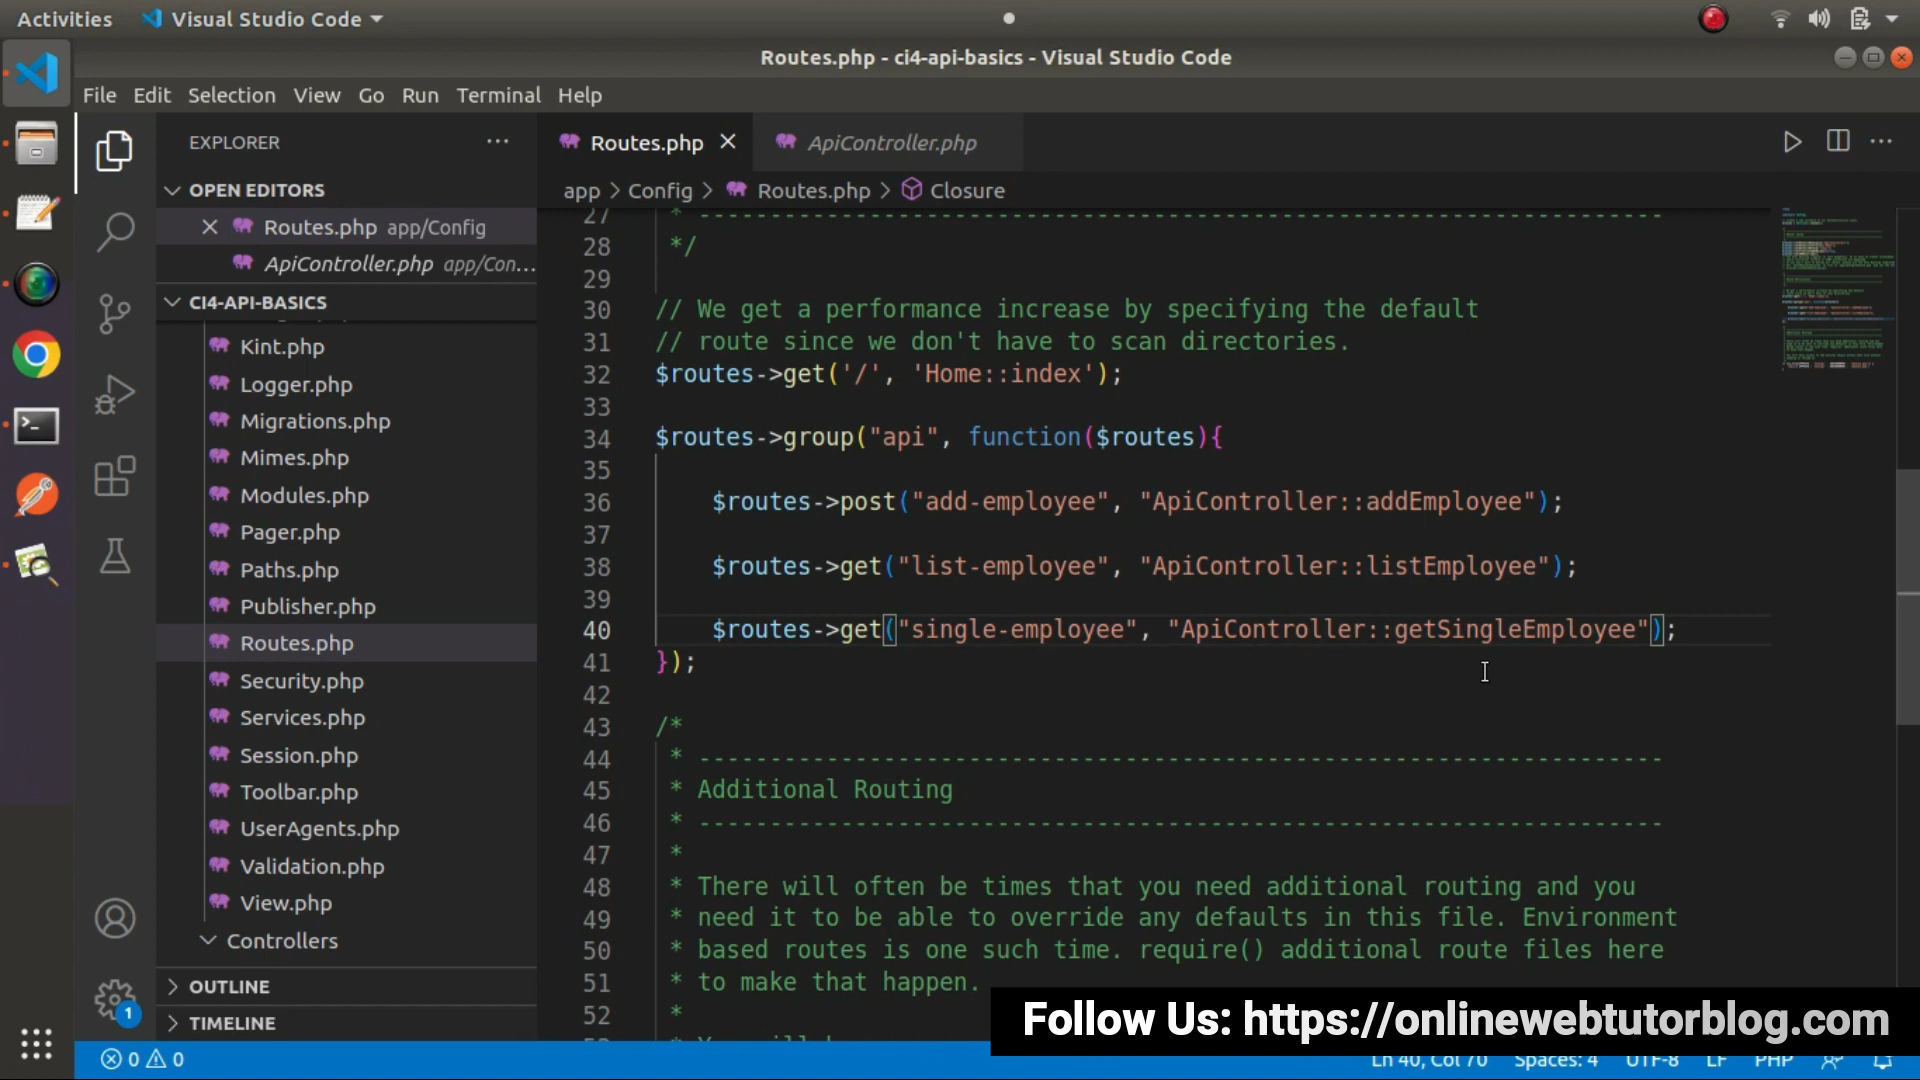 Activities
Visual Studio Code
Routes.php - ci4-api-basics - Visual Studio Code
File Edit Selection View Go Run Terminal Help
EXPLORER
OPEN EDITORS
Routes.php app/Config
ApiController.php app/Con...
CI4-API-BASICS
Kint.php
Logger.php
Migrations.php
Mimes.php
Modules.php
Pager.php
Paths.php
Publisher.php
Routes.php
Security.php
Services.php
Session.php
Toolbar.php
UserAgents.php
Validation.php
View.php
Controllers
OUTLINE
TIMELINE
1
Routes.php
ApiController.php
app > Config > Routes.php > Closure
27 * --------------------------------------------------------------------
28 */
29
30 // We get a performance increase by specifying the default
31 // route since we don't have to scan directories.
32 $routes->get('/', 'Home::index');
33
34 $routes->group("api", function($routes){
35
36 $routes->post("add-employee", "ApiController::addEmployee");
37
38 $routes->get("list-employee", "ApiController::listEmployee");
39
40 $routes->get("single-employee", "ApiController::getSingleEmployee");
41 });
42
43 /*
44 * --------------------------------------------------------------------
45 * Additional Routing
46 * --------------------------------------------------------------------
47 *
48 * There will often be times that you need additional routing and you
49 * need it to be able to override any defaults in this file. Environment
50 * based routes is one such time. require() additional route files here
51 * to make that happen.
52 *
Follow Us: https://onlinewebtutorblog.com
0 0
Ln 40, Col 70 Spaces: 4 UTF-8 LF PHP